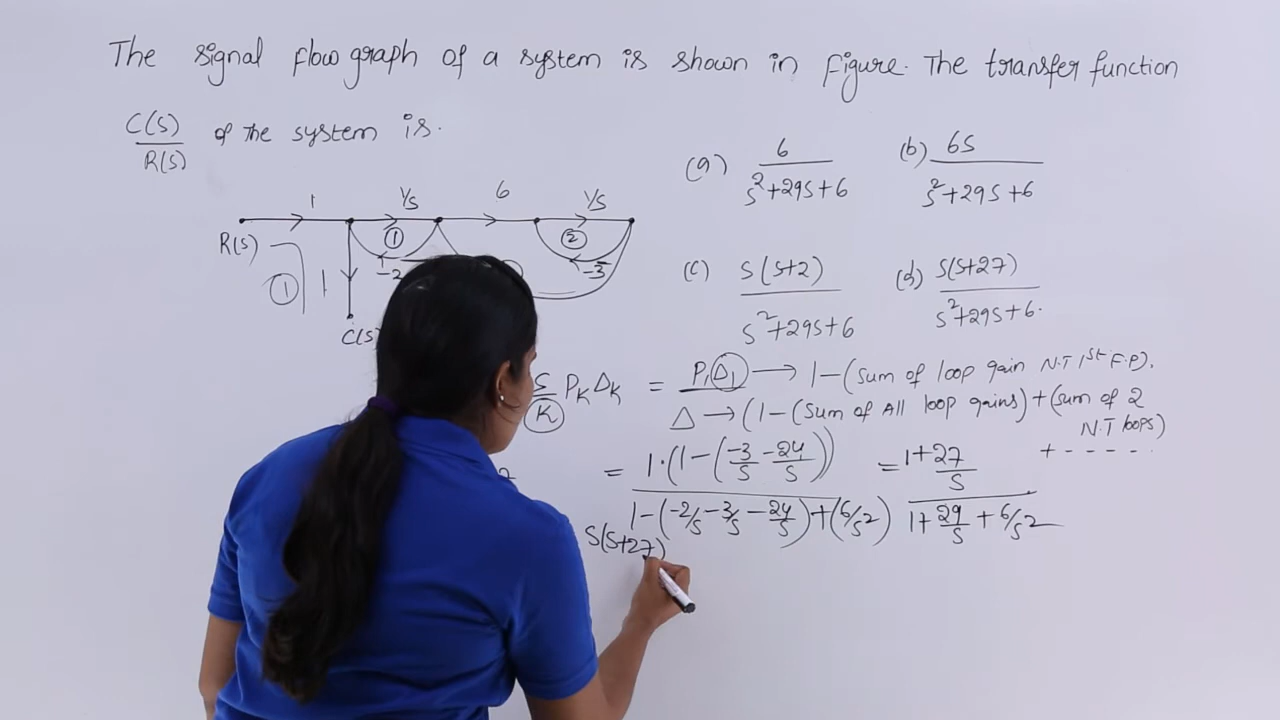 The signal flow graph of a system is shown in figure. The transfer function
C(s)/R(s) of the system is.
(a) 6/s²+29s+6 (b) 6s/s²+29s+6
1 1/s 6 1/s
R(s) ① ②
① 1 -2 -3
C(s)
(c) s(s+2)/s²+29s+6 (d) s(s+27)/s²+29s+6.
K PK ΔK = P1Δ1/Δ
→ 1-(sum of loop gain N.T 1st F.P).
→ (1-(sum of All loop gains)+(sum of 2
N.T loops)
+-----.
= 1.(1-(-3/s-24/s))/1-(-2/s-3/s-24/s)+(6/s2) = 1+27/s/1+29/s+6/s2
s(s+27)